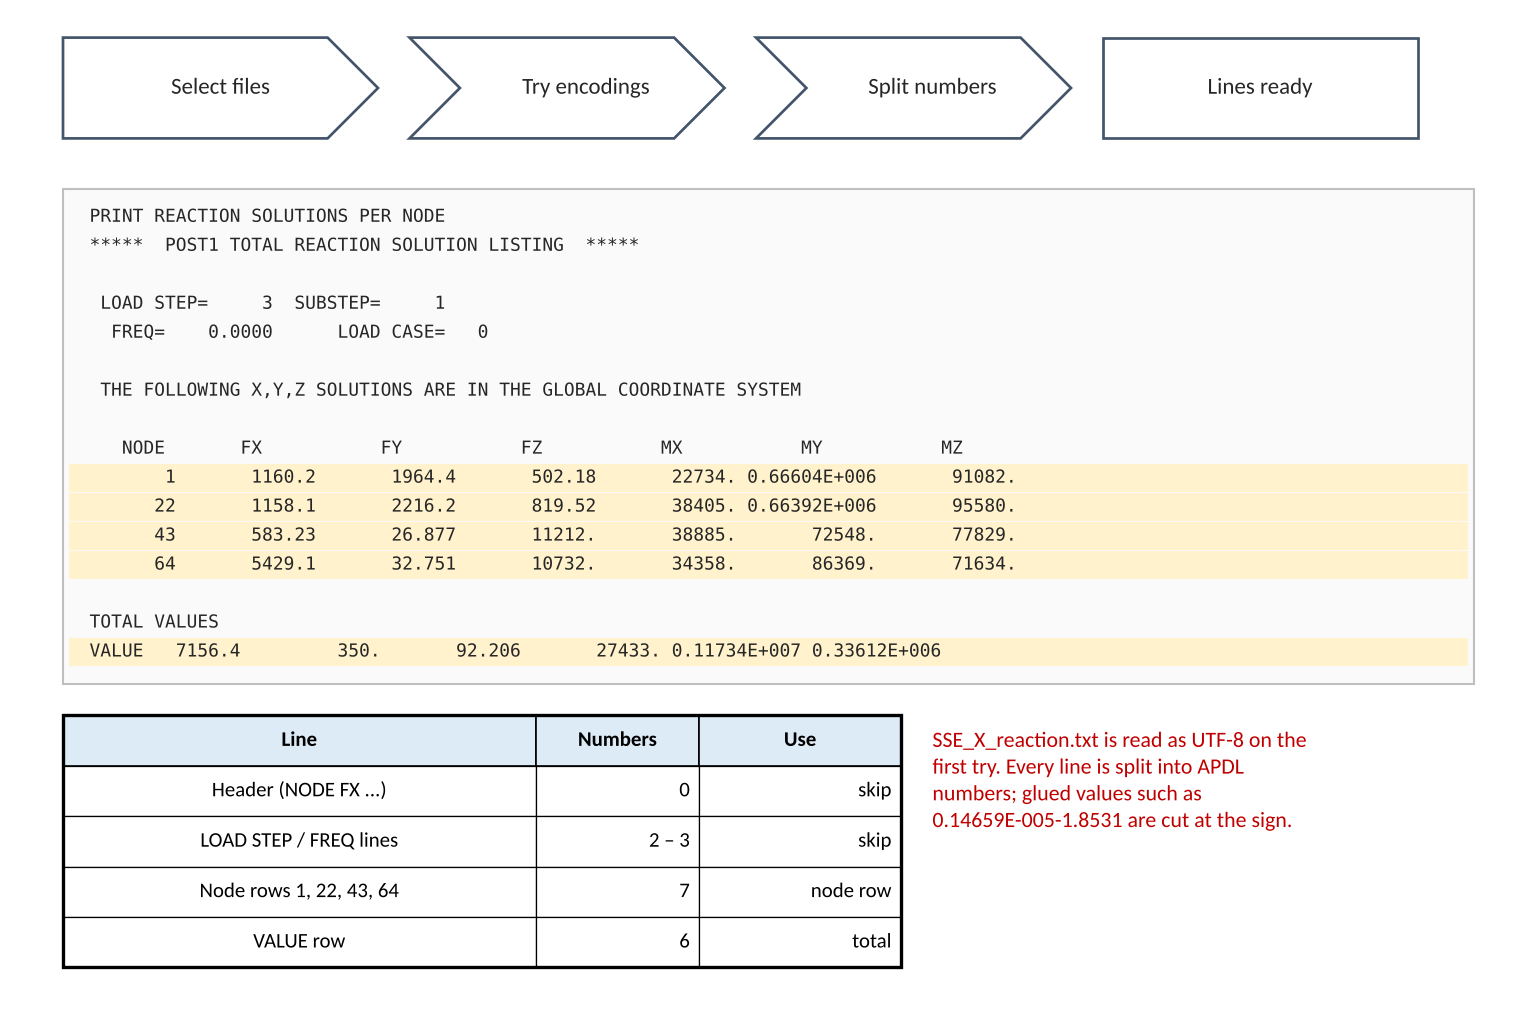 Select files
Try encodings
Split numbers
Lines ready
PRINT REACTION SOLUTIONS PER NODE
***** POST1 TOTAL REACTION SOLUTION LISTING *****
LOAD STEP= 3 SUBSTEP= 1
FREQ= 0.0000 LOAD CASE= 0
THE FOLLOWING X,Y,Z SOLUTIONS ARE IN THE GLOBAL COORDINATE SYSTEM
NODE FX FY FZ MX MY MZ
1 1160.2 1964.4 502.18 22734. 0.66604E+006 91082.
22 1158.1 2216.2 819.52 38405. 0.66392E+006 95580.
43 583.23 26.877 11212. 38885. 72548. 77829.
64 5429.1 32.751 10732. 34358. 86369. 71634.
TOTAL VALUES
VALUE 7156.4 350. 92.206 27433. 0.11734E+007 0.33612E+006
Line Numbers Use
Header (NODE FX ...) 0 skip
LOAD STEP / FREQ lines 2 – 3 skip
Node rows 1, 22, 43, 64 7 node row
VALUE row 6 total
SSE_X_reaction.txt is read as UTF-8 on the
first try. Every line is split into APDL
numbers; glued values such as
0.14659E-005-1.8531 are cut at the sign.